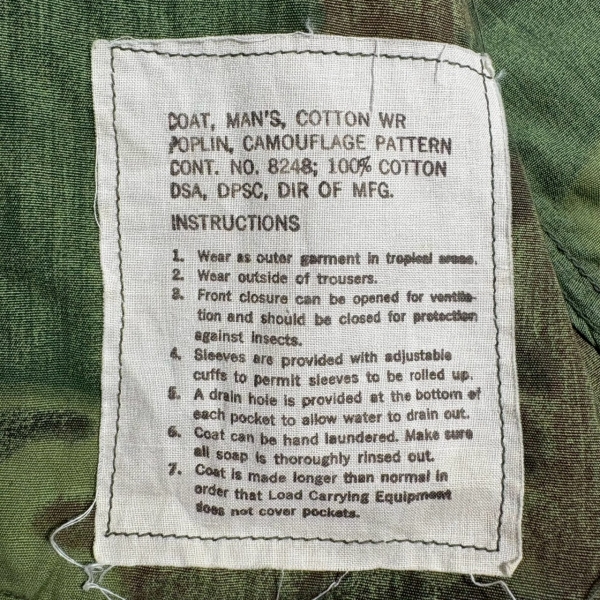 COAT, MAN'S, COTTON WR
POPLIN, CAMOUFLAGE PATTERN
CONT. NO. 8248; 100% COTTON
DSA, DPSC, DIR OF MFG.
INSTRUCTIONS
1. Wear as outer garment in tropical areas.
2. Wear outside of trousers.
3. Front closure can be opened for ventila-
tion and should be closed for protection
against insects.
4. Sleeves are provided with adjustable
cuffs to permit sleeves to be rolled up.
5. A drain hole is provided at the bottom of
each pocket to allow water to drain out.
6. Coat can be hand laundered. Make sure
all soap is thoroughly rinsed out.
7. Coat is made longer than normal in
order that Load Carrying Equipment
does not cover pockets.